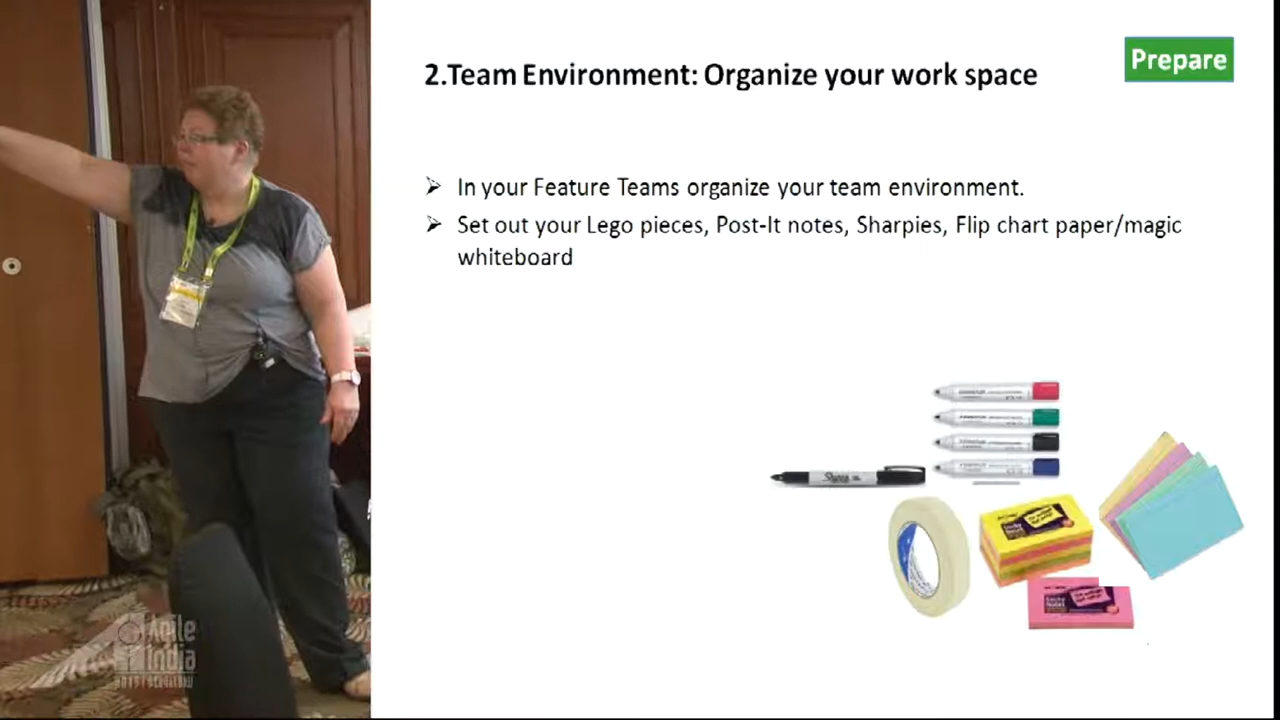 2.Team Environment: Organize your work space
Prepare
➢ In your Feature Teams organize your team environment.
➢ Set out your Lego pieces, Post-It notes, Sharpies, Flip chart paper/magic
whiteboard
Sharpie
Agile
India